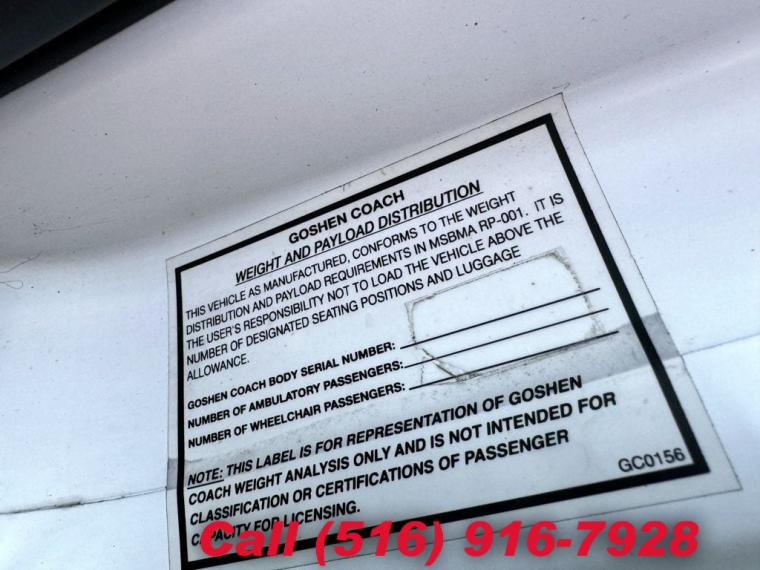 GOSHEN COACH
WEIGHT AND PAYLOAD DISTRIBUTION
THIS VEHICLE AS MANUFACTURED, CONFORMS TO THE WEIGHT
DISTRIBUTION AND PAYLOAD REQUIREMENTS IN MSBMA RP-001. IT IS
THE USER'S RESPONSIBILITY NOT TO LOAD THE VEHICLE ABOVE THE
NUMBER OF DESIGNATED SEATING POSITIONS AND LUGGAGE
ALLOWANCE.
GOSHEN COACH BODY SERIAL NUMBER:
NUMBER OF AMBULATORY PASSENGERS:
NUMBER OF WHEELCHAIR PASSENGERS:
NOTE: THIS LABEL IS FOR REPRESENTATION OF GOSHEN
COACH WEIGHT ANALYSIS ONLY AND IS NOT INTENDED FOR
CLASSIFICATION OR CERTIFICATIONS OF PASSENGER
CAPACITY FOR LICENSING.
GC0156
Call (516) 916-7928